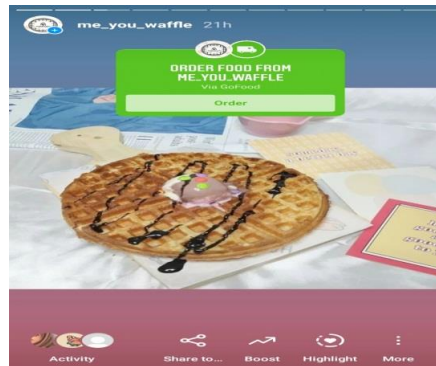 me_you_waffle 21h
ORDER FOOD FROM
ME_YOU_WAFFLE
Via GoFood
Order
Activity
Share to...
Boost
Highlight
More